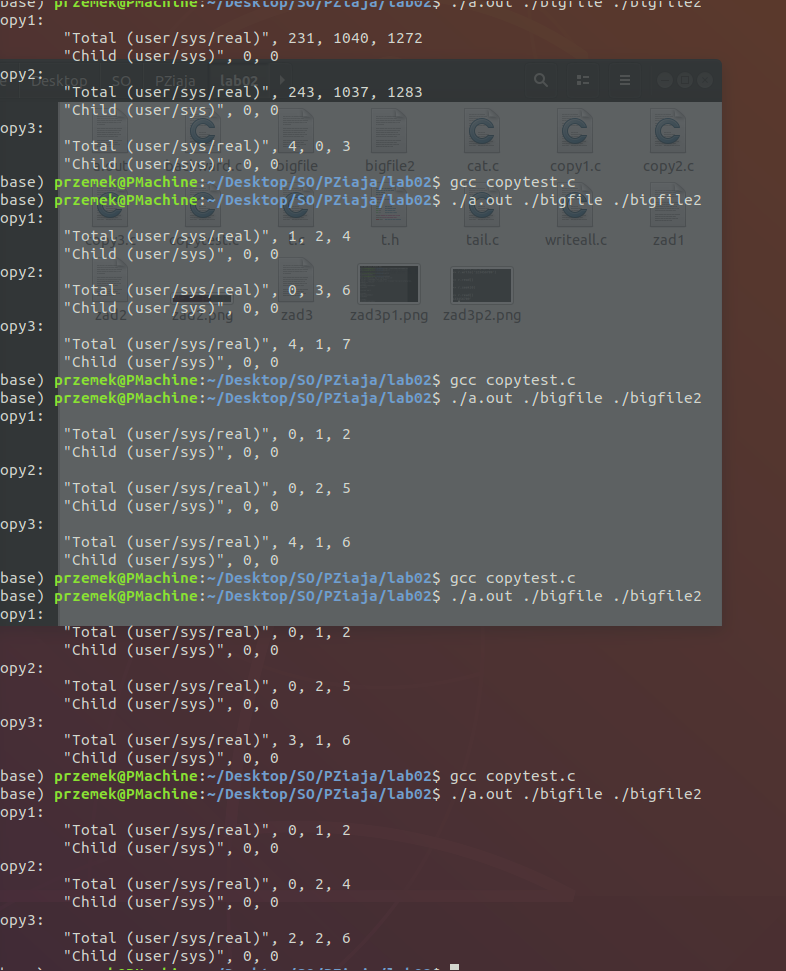 base) przemek@PMachine:~/Desktop/SO/PZiaja/lab02$ ./a.out ./bigfile ./bigfile2
opy1:
"Total (user/sys/real)", 231, 1040, 1272
"Child (user/sys)", 0, 0
opy2:
Desktop SO PZiaja lab02
"Total (user/sys/real)", 243, 1037, 1283
"Child (user/sys)", 0, 0
opy3:
"Total (user/sys/real)", 4, 0, 3
"Child (user/sys)", 0, 0
bigfile bigfile2 cat.c copy1.c copy2.c
base) przemek@PMachine:~/Desktop/SO/PZiaja/lab02$ gcc copytest.c
base) przemek@PMachine:~/Desktop/SO/PZiaja/lab02$ ./a.out ./bigfile ./bigfile2
opy1:
"Total (user/sys/real)", 1, 2, 4
copytest.c t.h tail.c writeall.c zad1
"Child (user/sys)", 0, 0
opy2:
"Total (user/sys/real)", 0, 3, 6
"Child (user/sys)", 0, 0
zad2 zad2.png zad3 zad3p1.png zad3p2.png
opy3:
"Total (user/sys/real)", 4, 1, 7
"Child (user/sys)", 0, 0
base) przemek@PMachine:~/Desktop/SO/PZiaja/lab02$ gcc copytest.c
base) przemek@PMachine:~/Desktop/SO/PZiaja/lab02$ ./a.out ./bigfile ./bigfile2
opy1:
"Total (user/sys/real)", 0, 1, 2
"Child (user/sys)", 0, 0
opy2:
"Total (user/sys/real)", 0, 2, 5
"Child (user/sys)", 0, 0
opy3:
"Total (user/sys/real)", 4, 1, 6
"Child (user/sys)", 0, 0
base) przemek@PMachine:~/Desktop/SO/PZiaja/lab02$ gcc copytest.c
base) przemek@PMachine:~/Desktop/SO/PZiaja/lab02$ ./a.out ./bigfile ./bigfile2
opy1:
"Total (user/sys/real)", 0, 1, 2
"Child (user/sys)", 0, 0
opy2:
"Total (user/sys/real)", 0, 2, 5
"Child (user/sys)", 0, 0
opy3:
"Total (user/sys/real)", 3, 1, 6
"Child (user/sys)", 0, 0
base) przemek@PMachine:~/Desktop/SO/PZiaja/lab02$ gcc copytest.c
base) przemek@PMachine:~/Desktop/SO/PZiaja/lab02$ ./a.out ./bigfile ./bigfile2
opy1:
"Total (user/sys/real)", 0, 1, 2
"Child (user/sys)", 0, 0
opy2:
"Total (user/sys/real)", 0, 2, 4
"Child (user/sys)", 0, 0
opy3:
"Total (user/sys/real)", 2, 2, 6
"Child (user/sys)", 0, 0
base) przemek@PMachine:~/Desktop/SO/PZiaja/lab02$